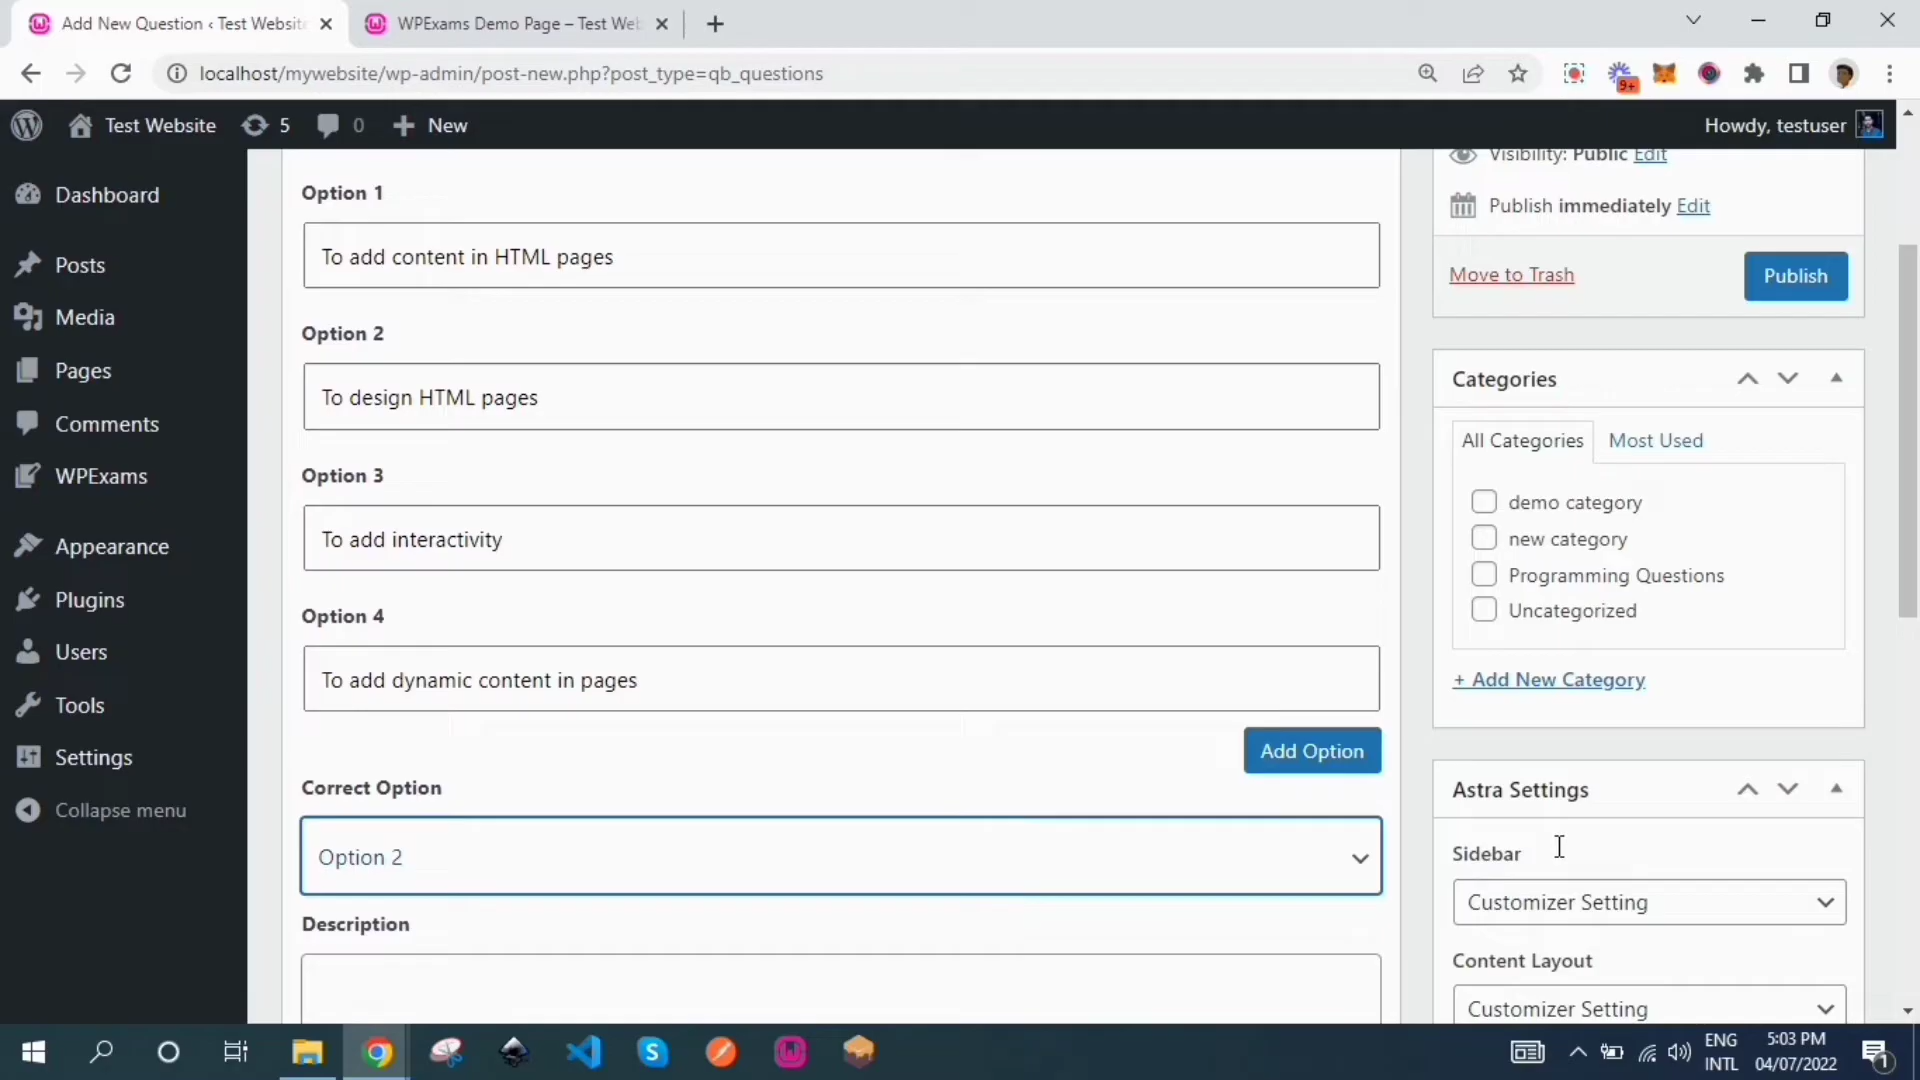 Add New Question ‹ Test Website
WPExams Demo Page – Test Web
localhost/mywebsite/wp-admin/post-new.php?post_type=qb_questions
9+
Test Website
5
0
New
Howdy, testuser
Dashboard
Posts
Media
Pages
Comments
WPExams
Appearance
Plugins
Users
Tools
Settings
Collapse menu
Option 1
To add content in HTML pages
Option 2
To design HTML pages
Option 3
To add interactivity
Option 4
To add dynamic content in pages
Add Option
Correct Option
Option 2
Description
Visibility: Public Edit
Publish immediately Edit
Move to Trash
Publish
Categories
All Categories
Most Used
demo category
new category
Programming Questions
Uncategorized
+ Add New Category
Astra Settings
Sidebar
Customizer Setting
Content Layout
Customizer Setting
ENG
INTL
5:03 PM
04/07/2022
1